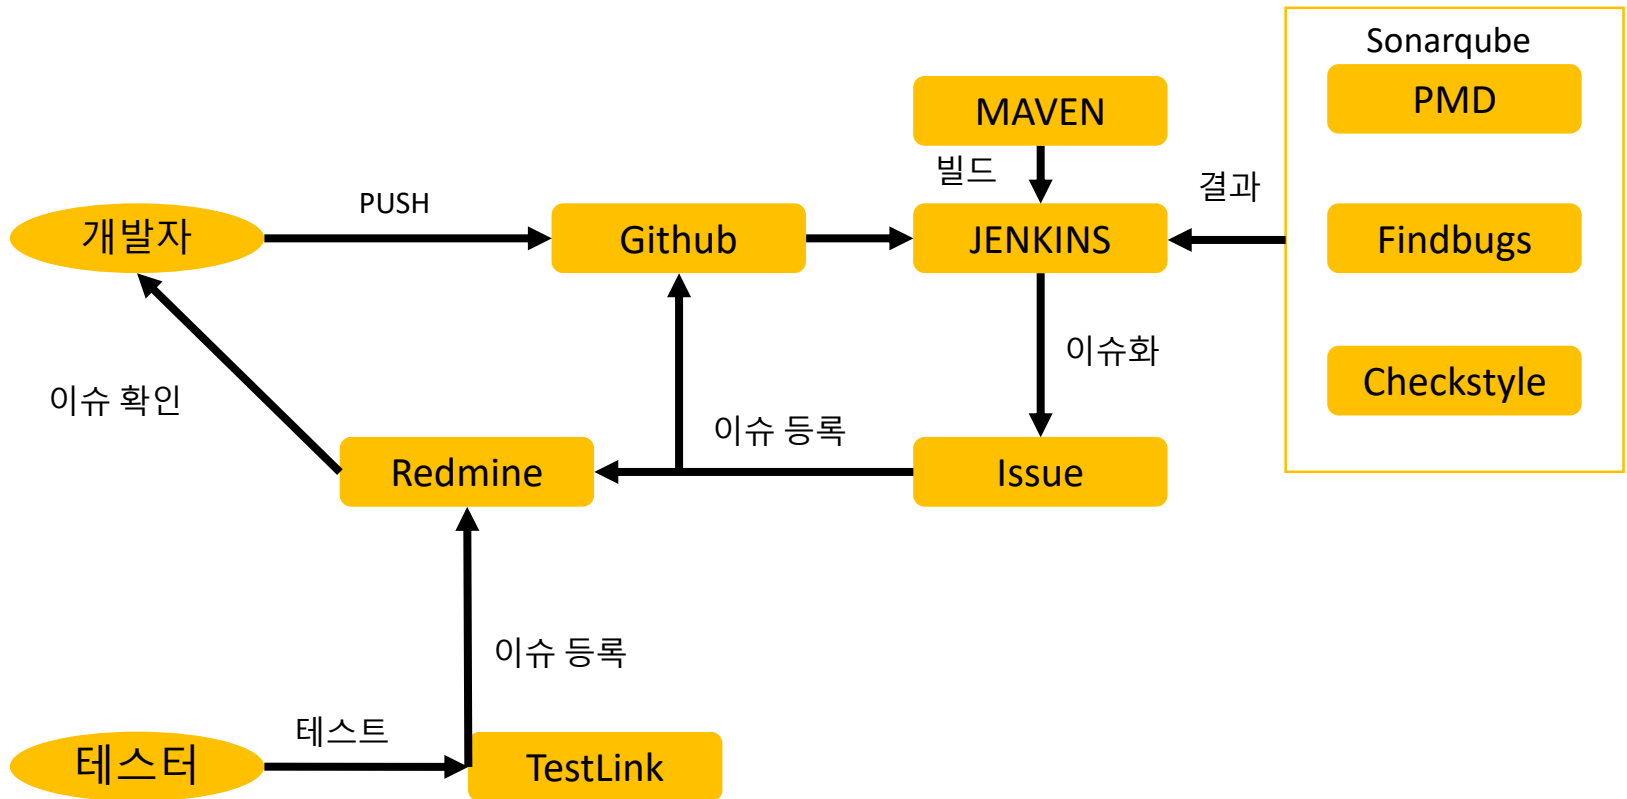 Sonarqube
PMD
MAVEN
빌드
결과
PUSH
개발자
Github
JENKINS
Findbugs
이슈화
Checkstyle
이슈 확인
이슈 등록
Redmine
Issue
이슈 등록
테스트
테스터
TestLink